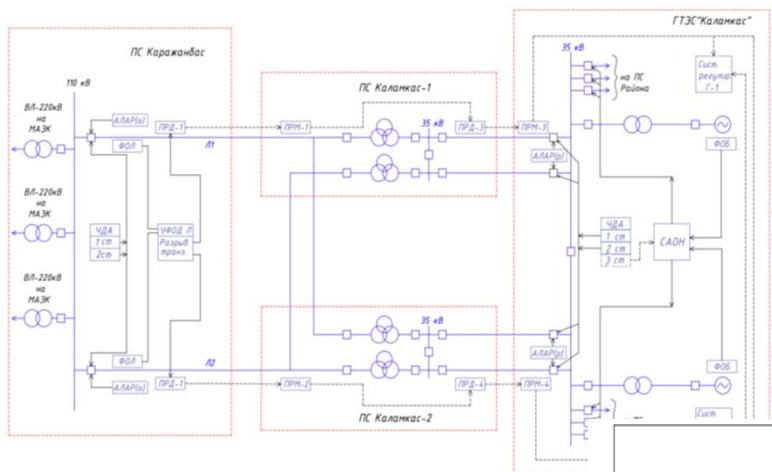 ПС Каражанбас
110 кВ
ВЛ-220кВ
на
МАЭК
АЛАР(о)
ПРД-1
ФОЛ
Л1
ВЛ-220кВ
на
МАЭК
ЧДА
1 ст
2ст
УФОД Л
Разрыв
транз.
ВЛ-220кВ
на
МАЭК
ФОЛ
Л2
АЛАР(о)
ПРД-1
ПС Каламкас-1
ПРМ-1
35 кВ
ПРД-3
ПРМ-3
АЛАР(р)
35 кВ
АЛАР(р)
ПРМ-2
ПРД-4
ПРМ-4
ПС Каламкас-2
ГТЭС"Каламкас"
35 кВ
на ПС
Района
Сист.
регулир
Г-1
ФОБ
ЧДА
1 ст
2 ст
3 ст
САОН
ФОБ
Сист